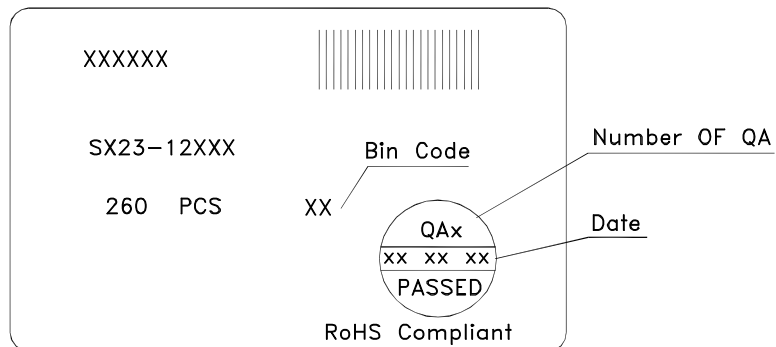 XXXXXX
SX23-12XXX
Bin Code
Number OF QA
260 PCS
XX
QAx
Date
xx xx xx
PASSED
RoHS Compliant